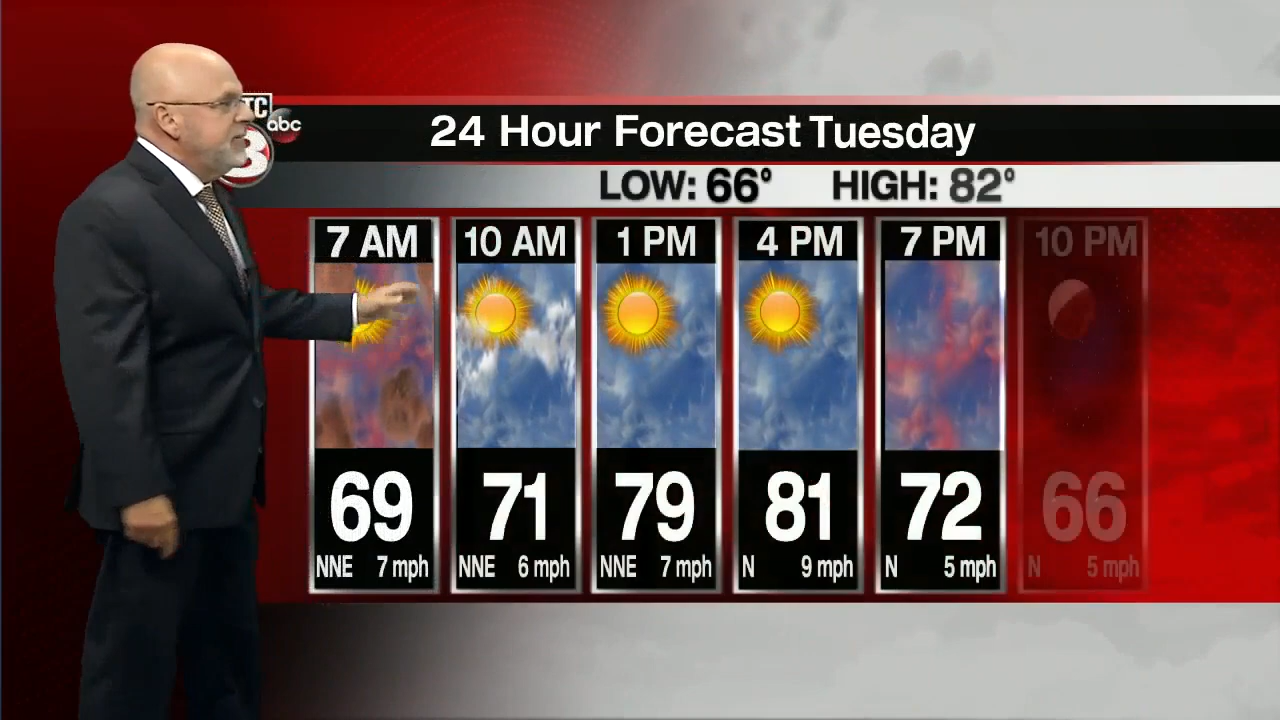 TC
abc
3
24 Hour Forecast Tuesday
LOW: 66° HIGH: 82°
7 AM 10 AM 1 PM 4 PM 7 PM 10 PM
69 71 79 81 72 66
NNE 7 mph NNE 6 mph NNE 7 mph N 9 mph N 5 mph N 5 mph